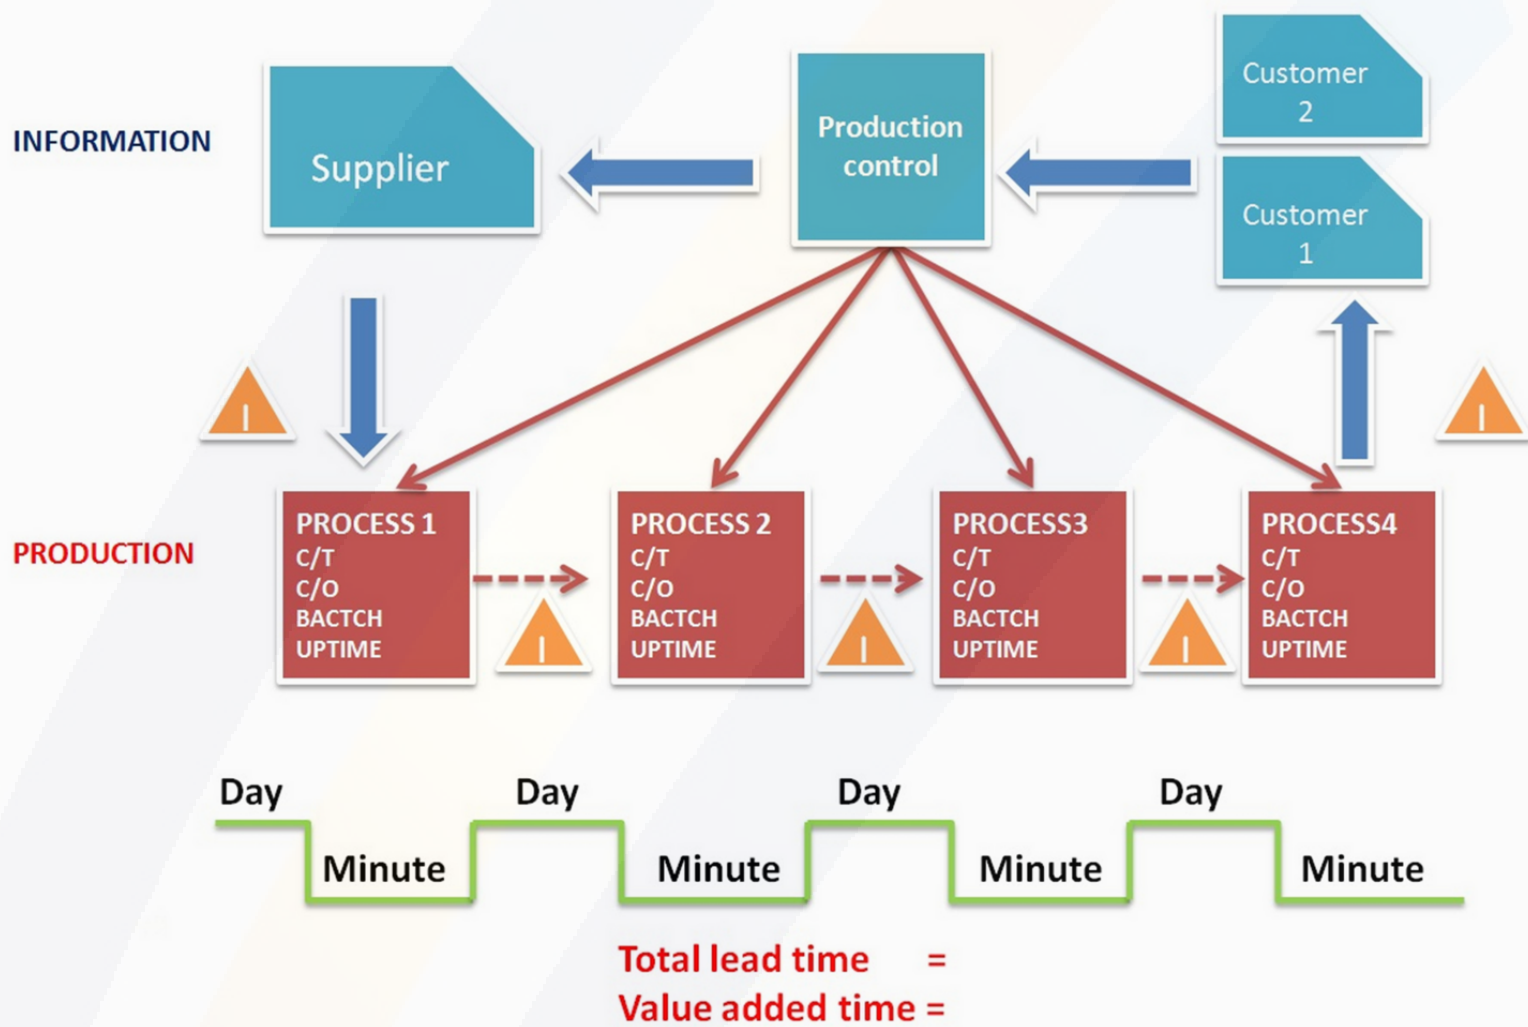 INFORMATION
Supplier
Production
control
Customer
2
Customer
1
I
I
PRODUCTION
PROCESS 1
C/T
C/O
BACTCH
UPTIME
I
PROCESS 2
C/T
C/O
BACTCH
UPTIME
I
PROCESS3
C/T
C/O
BACTCH
UPTIME
I
PROCESS4
C/T
C/O
BACTCH
UPTIME
Day
Minute
Day
Minute
Day
Minute
Day
Minute
Total lead time =
Value added time =